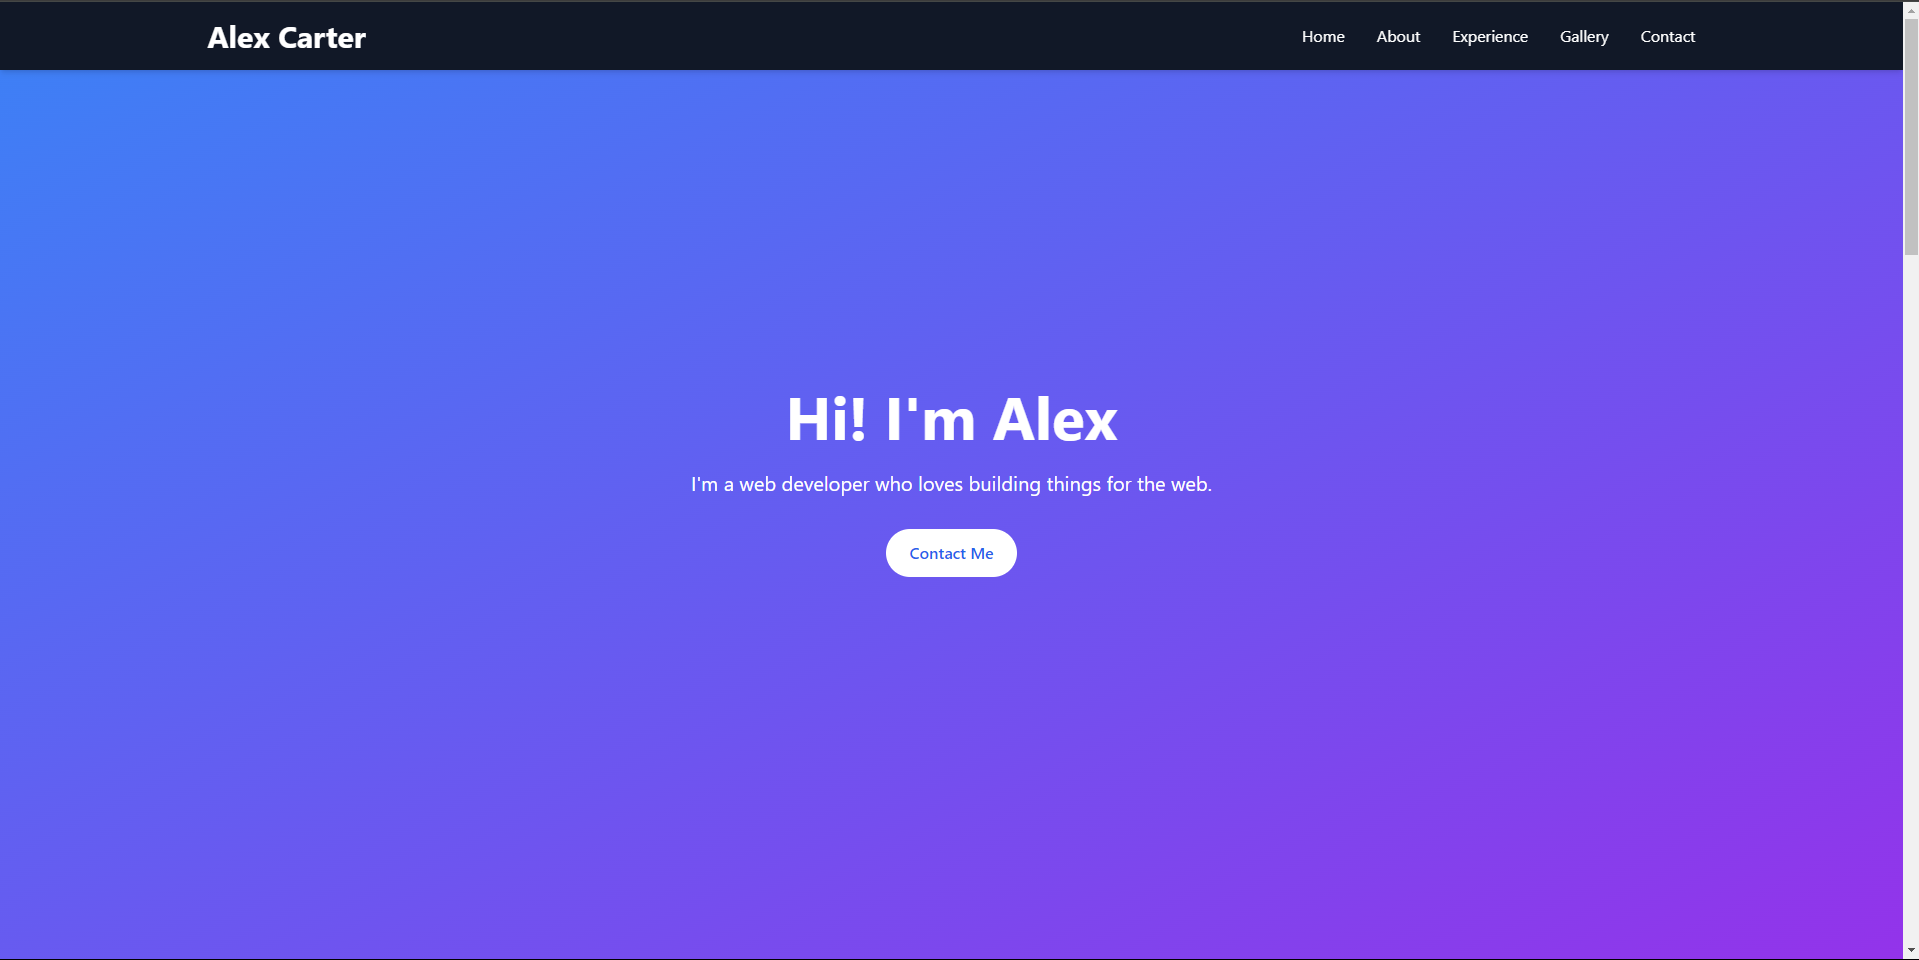 Alex Carter
Home About Experience Gallery Contact
Hi! I'm Alex
I'm a web developer who loves building things for the web.
Contact Me